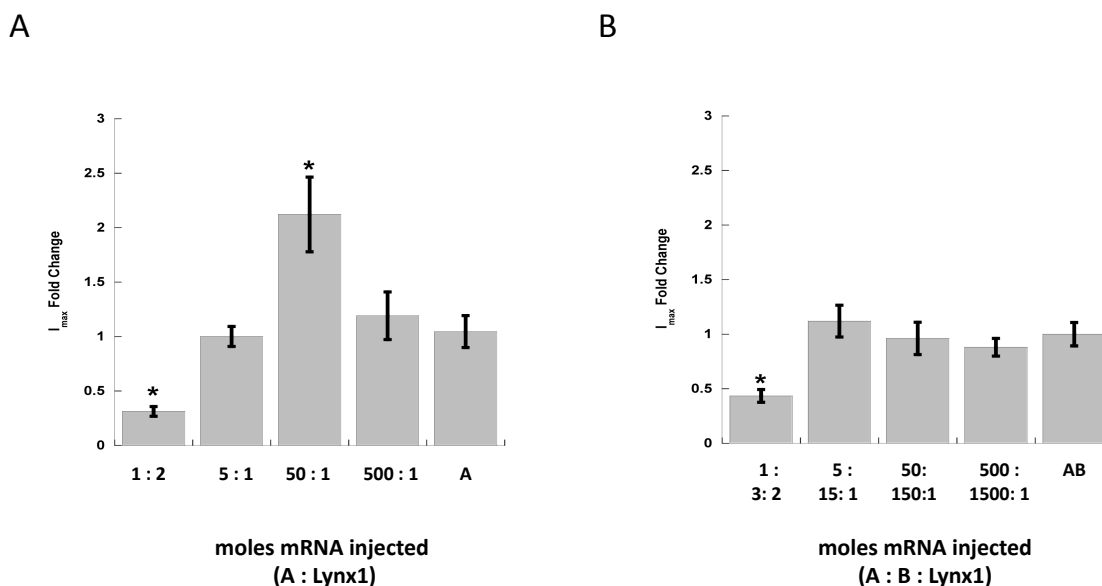 A
3
2.5
2
1.5
1
0.5
0
Imax Fold Change
*
*
1 : 2
5 : 1
50 : 1
500 : 1
A
moles mRNA injected
(A : Lynx1)
B
3
2.5
2
1.5
1
0.5
0
Imax Fold Change
*
1 :
3: 2
5 :
15: 1
50:
150:1
500 :
1500: 1
AB
moles mRNA injected
(A : B : Lynx1)